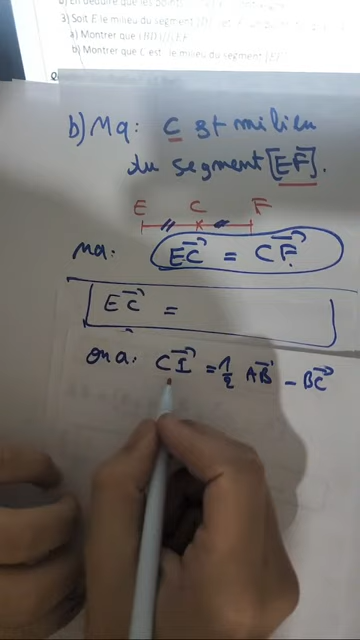 3) Soit E le milieu du segment
a) Montrer que
b) Montrer que C est le milieu du segment
b) Mq: C est milieu
du segment [EF].
E C F
Mq: EC→ = CF→
EC→ =
on a: CI→ = 1/2 AB→ - BC→